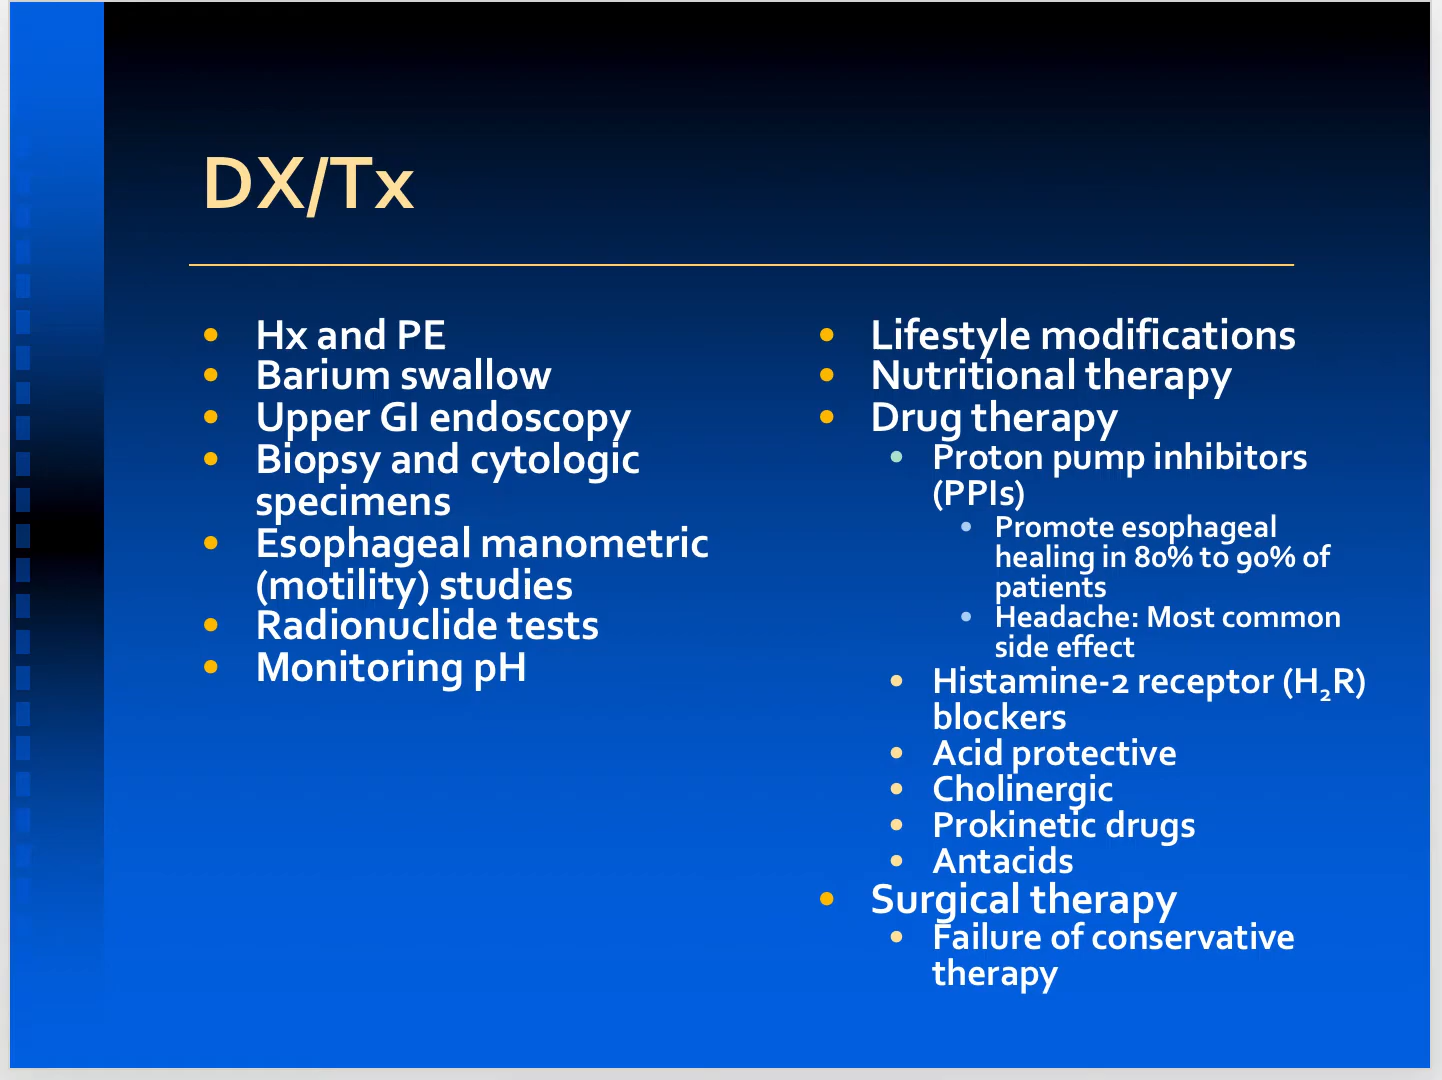 DX/Tx
• Hx and PE
• Barium swallow
• Upper GI endoscopy
• Biopsy and cytologic
specimens
• Esophageal manometric
(motility) studies
• Radionuclide tests
• Monitoring pH
• Lifestyle modifications
• Nutritional therapy
• Drug therapy
• Proton pump inhibitors
(PPIs)
• Promote esophageal
healing in 80% to 90% of
patients
• Headache: Most common
side effect
• Histamine-2 receptor (H₂R)
blockers
• Acid protective
• Cholinergic
• Prokinetic drugs
• Antacids
• Surgical therapy
• Failure of conservative
therapy